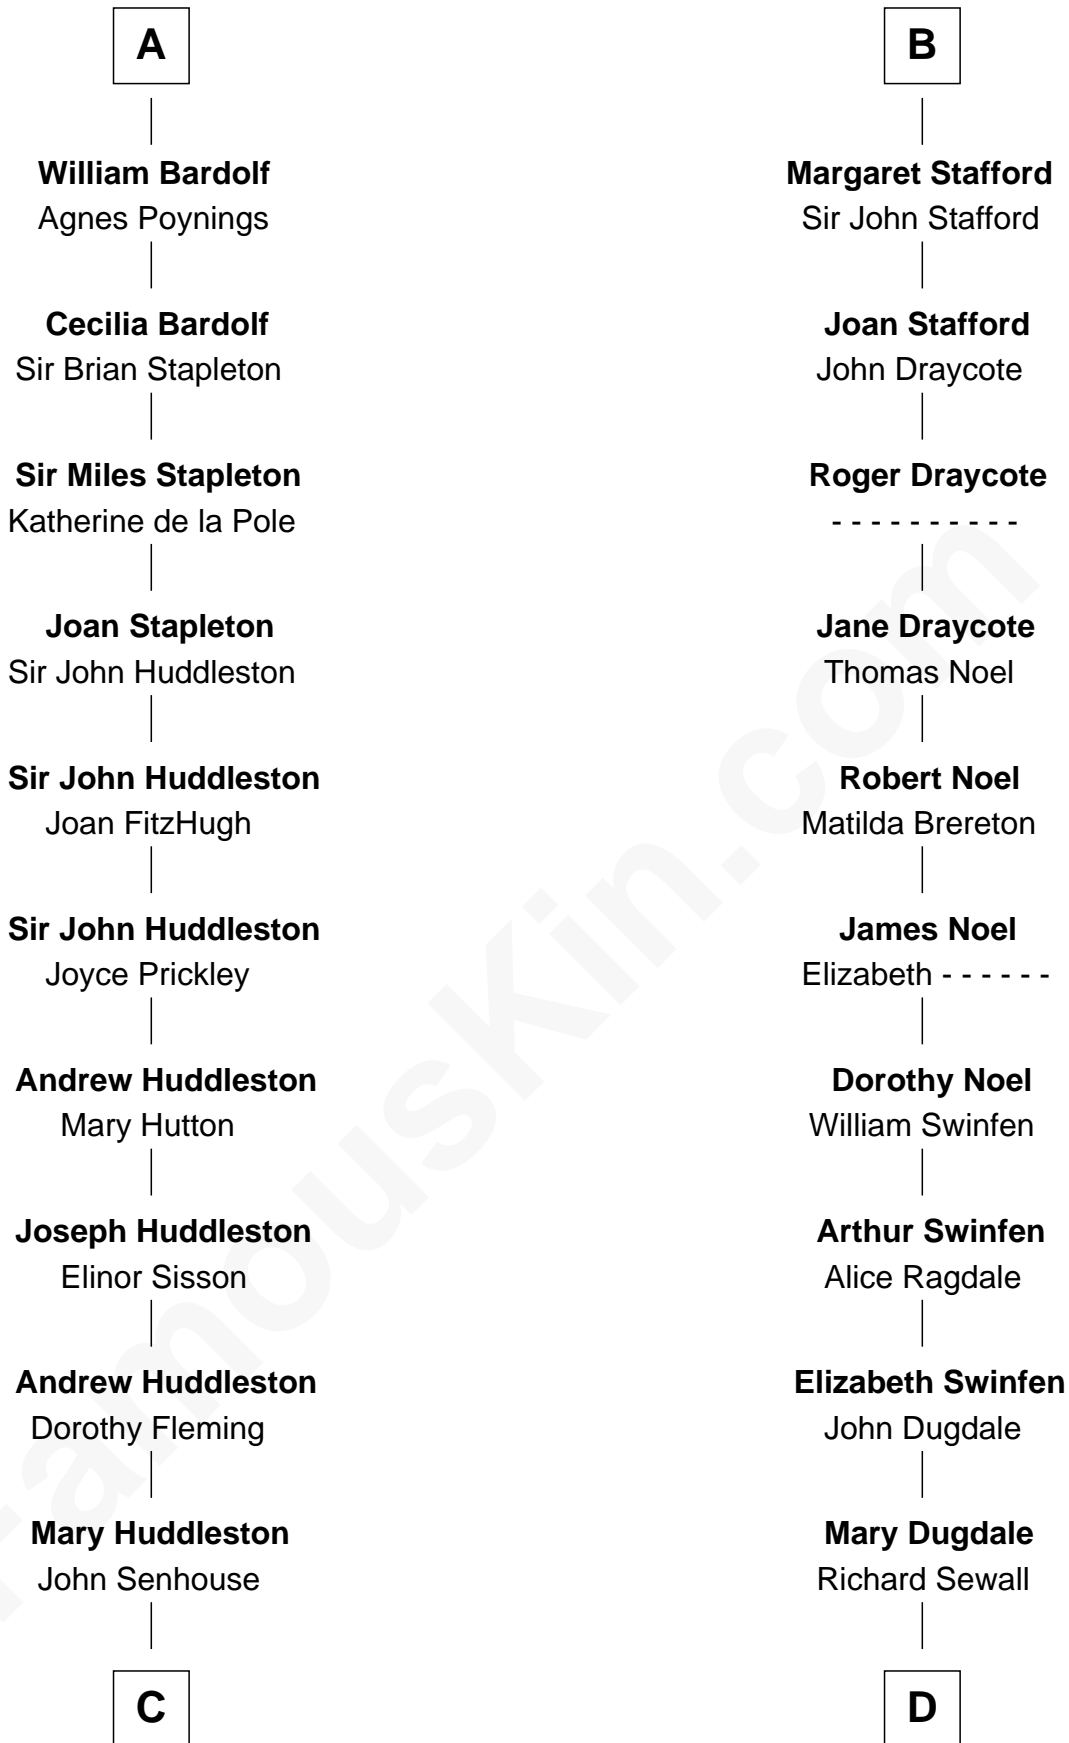 A
William Bardolf
Agnes Poynings
Cecilia Bardolf
Sir Brian Stapleton
Sir Miles Stapleton
Katherine de la Pole
Joan Stapleton
Sir John Huddleston
Sir John Huddleston
Joan FitzHugh
Sir John Huddleston
Joyce Prickley
Andrew Huddleston
Mary Hutton
Joseph Huddleston
Elinor Sisson
Andrew Huddleston
Dorothy Fleming
Mary Huddleston
John Senhouse
C
B
Margaret Stafford
Sir John Stafford
Joan Stafford
John Draycote
Roger Draycote
- - - - - - - - - -
Jane Draycote
Thomas Noel
Robert Noel
Matilda Brereton
James Noel
Elizabeth - - - - - -
Dorothy Noel
William Swinfen
Arthur Swinfen
Alice Ragdale
Elizabeth Swinfen
John Dugdale
Mary Dugdale
Richard Sewall
D
FamousKin.com